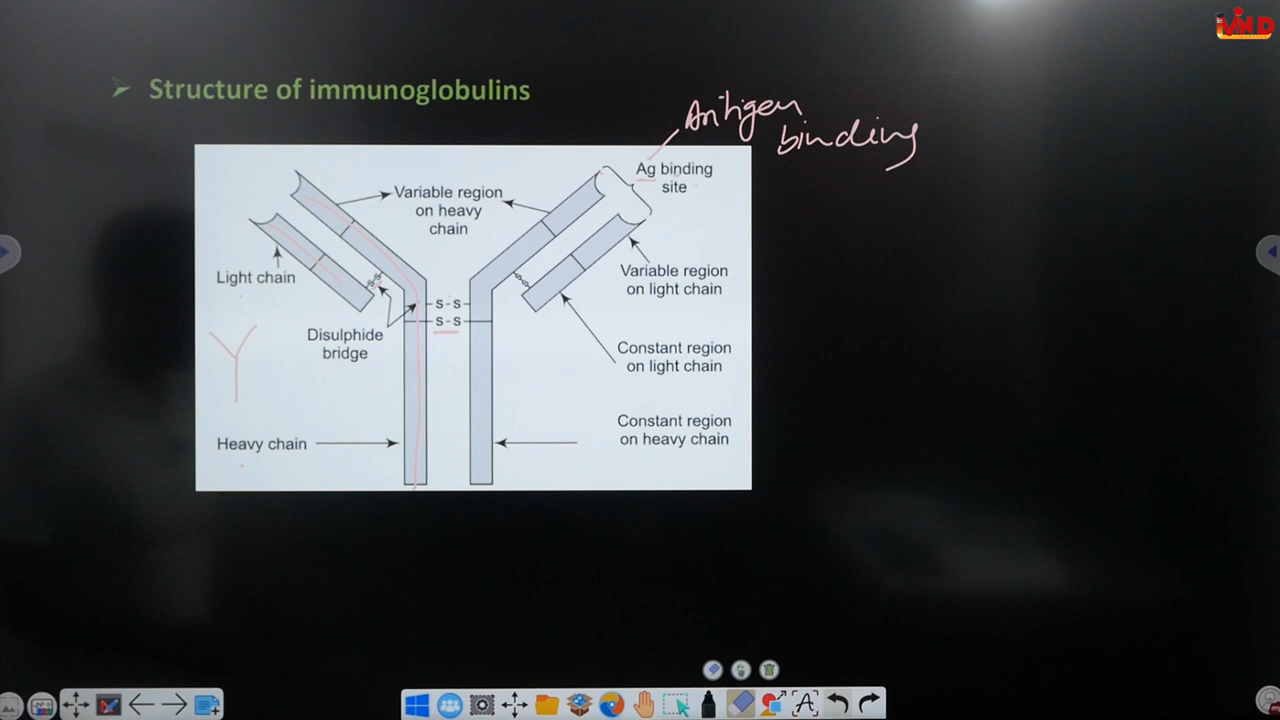 MIND
Structure of immunoglobulins
Antigen
binding
Ag binding
site
Variable region
on heavy
chain
Light chain
Variable region
on light chain
S-S
S-S
Disulphide
bridge
Constant region
on light chain
Constant region
on heavy chain
Heavy chain